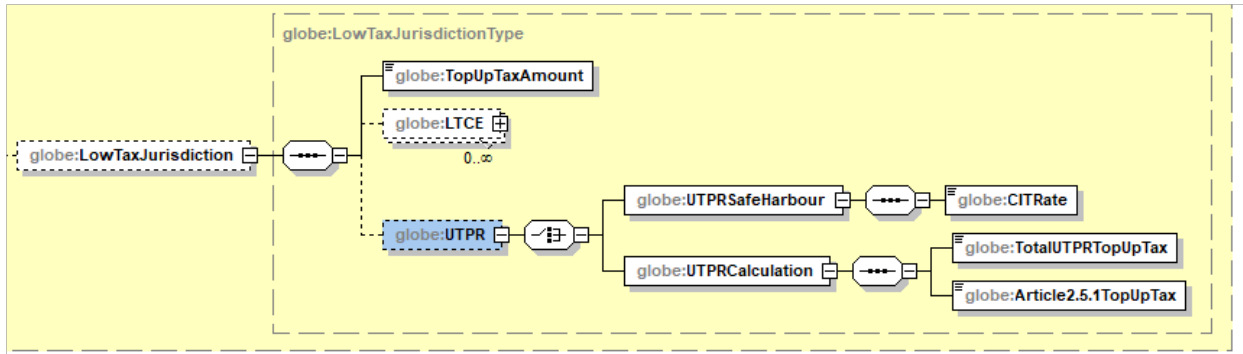 globe:LowTaxJurisdictionType
globe:TopUpTaxAmount
globe:LTCE
0..∞
globe:LowTaxJurisdiction
globe:UTPRSafeHarbour
globe:CITRate
globe:UTPR
globe:TotalUTPRTopUpTax
globe:UTPRCalculation
globe:Article2.5.1TopUpTax